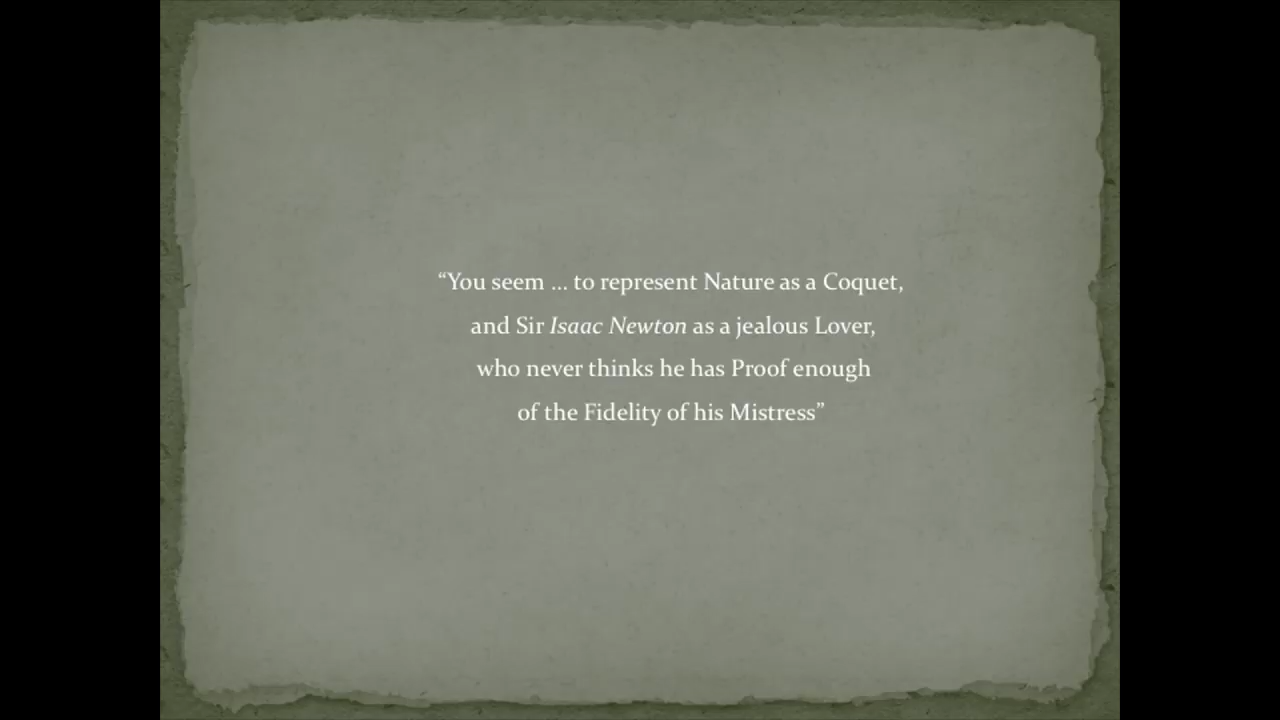 “You seem ... to represent Nature as a Coquet,
and Sir Isaac Newton as a jealous Lover,
who never thinks he has Proof enough
of the Fidelity of his Mistress”